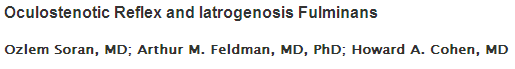 Oculostenotic Reflex and Iatrogenosis Fulminans
Ozlem Soran, MD; Arthur M. Feldman, MD, PhD; Howard A. Cohen, MD